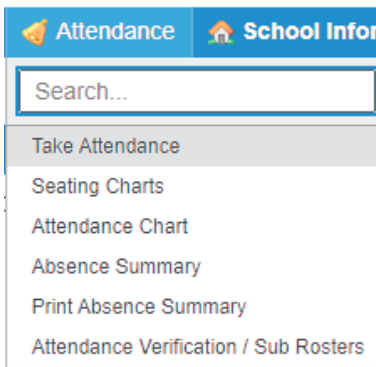 Attendance School Infor
Search...
Take Attendance
Seating Charts
Attendance Chart
Absence Summary
Print Absence Summary
Attendance Verification / Sub Rosters